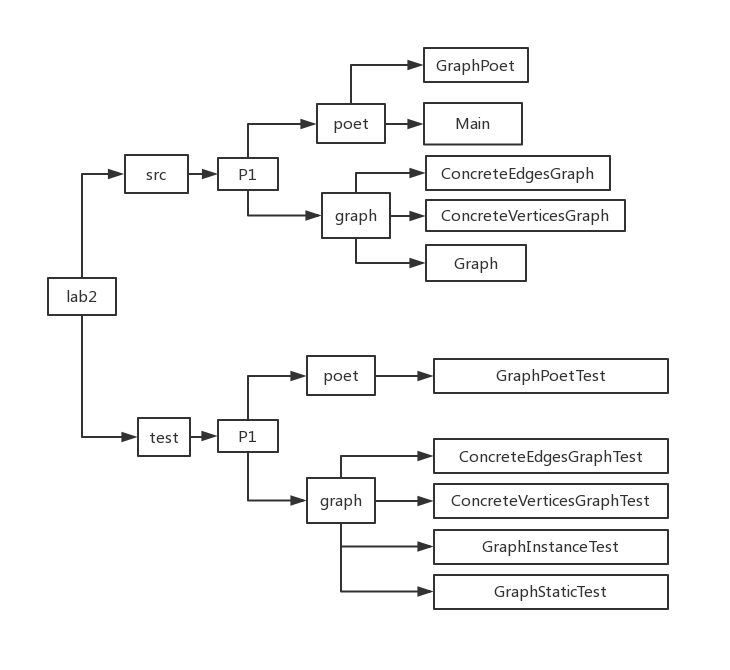 GraphPoet
poet
Main
src
P1
ConcreteEdgesGraph
graph
ConcreteVerticesGraph
Graph
lab2
poet
GraphPoetTest
test
P1
ConcreteEdgesGraphTest
graph
ConcreteVerticesGraphTest
GraphInstanceTest
GraphStaticTest